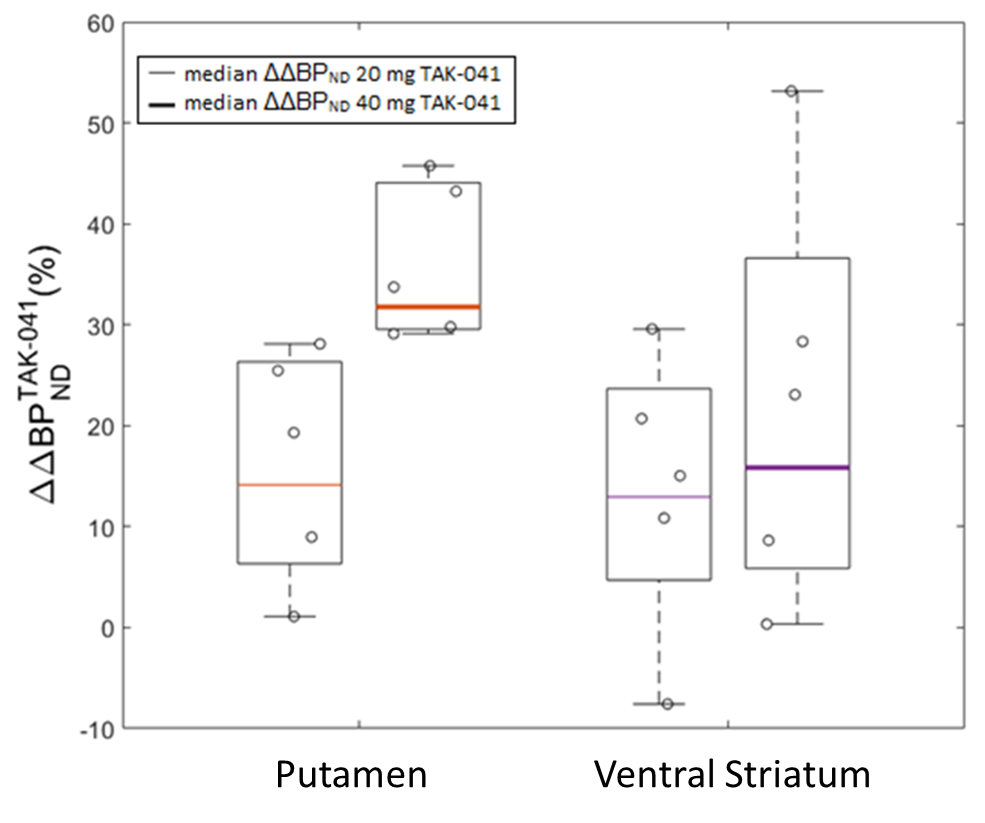 60
50
40
30
20
10
0
-10
ΔΔBP_ND^TAK-041(%)
median ΔΔBP_ND 20 mg TAK-041
median ΔΔBP_ND 40 mg TAK-041
Putamen
Ventral Striatum